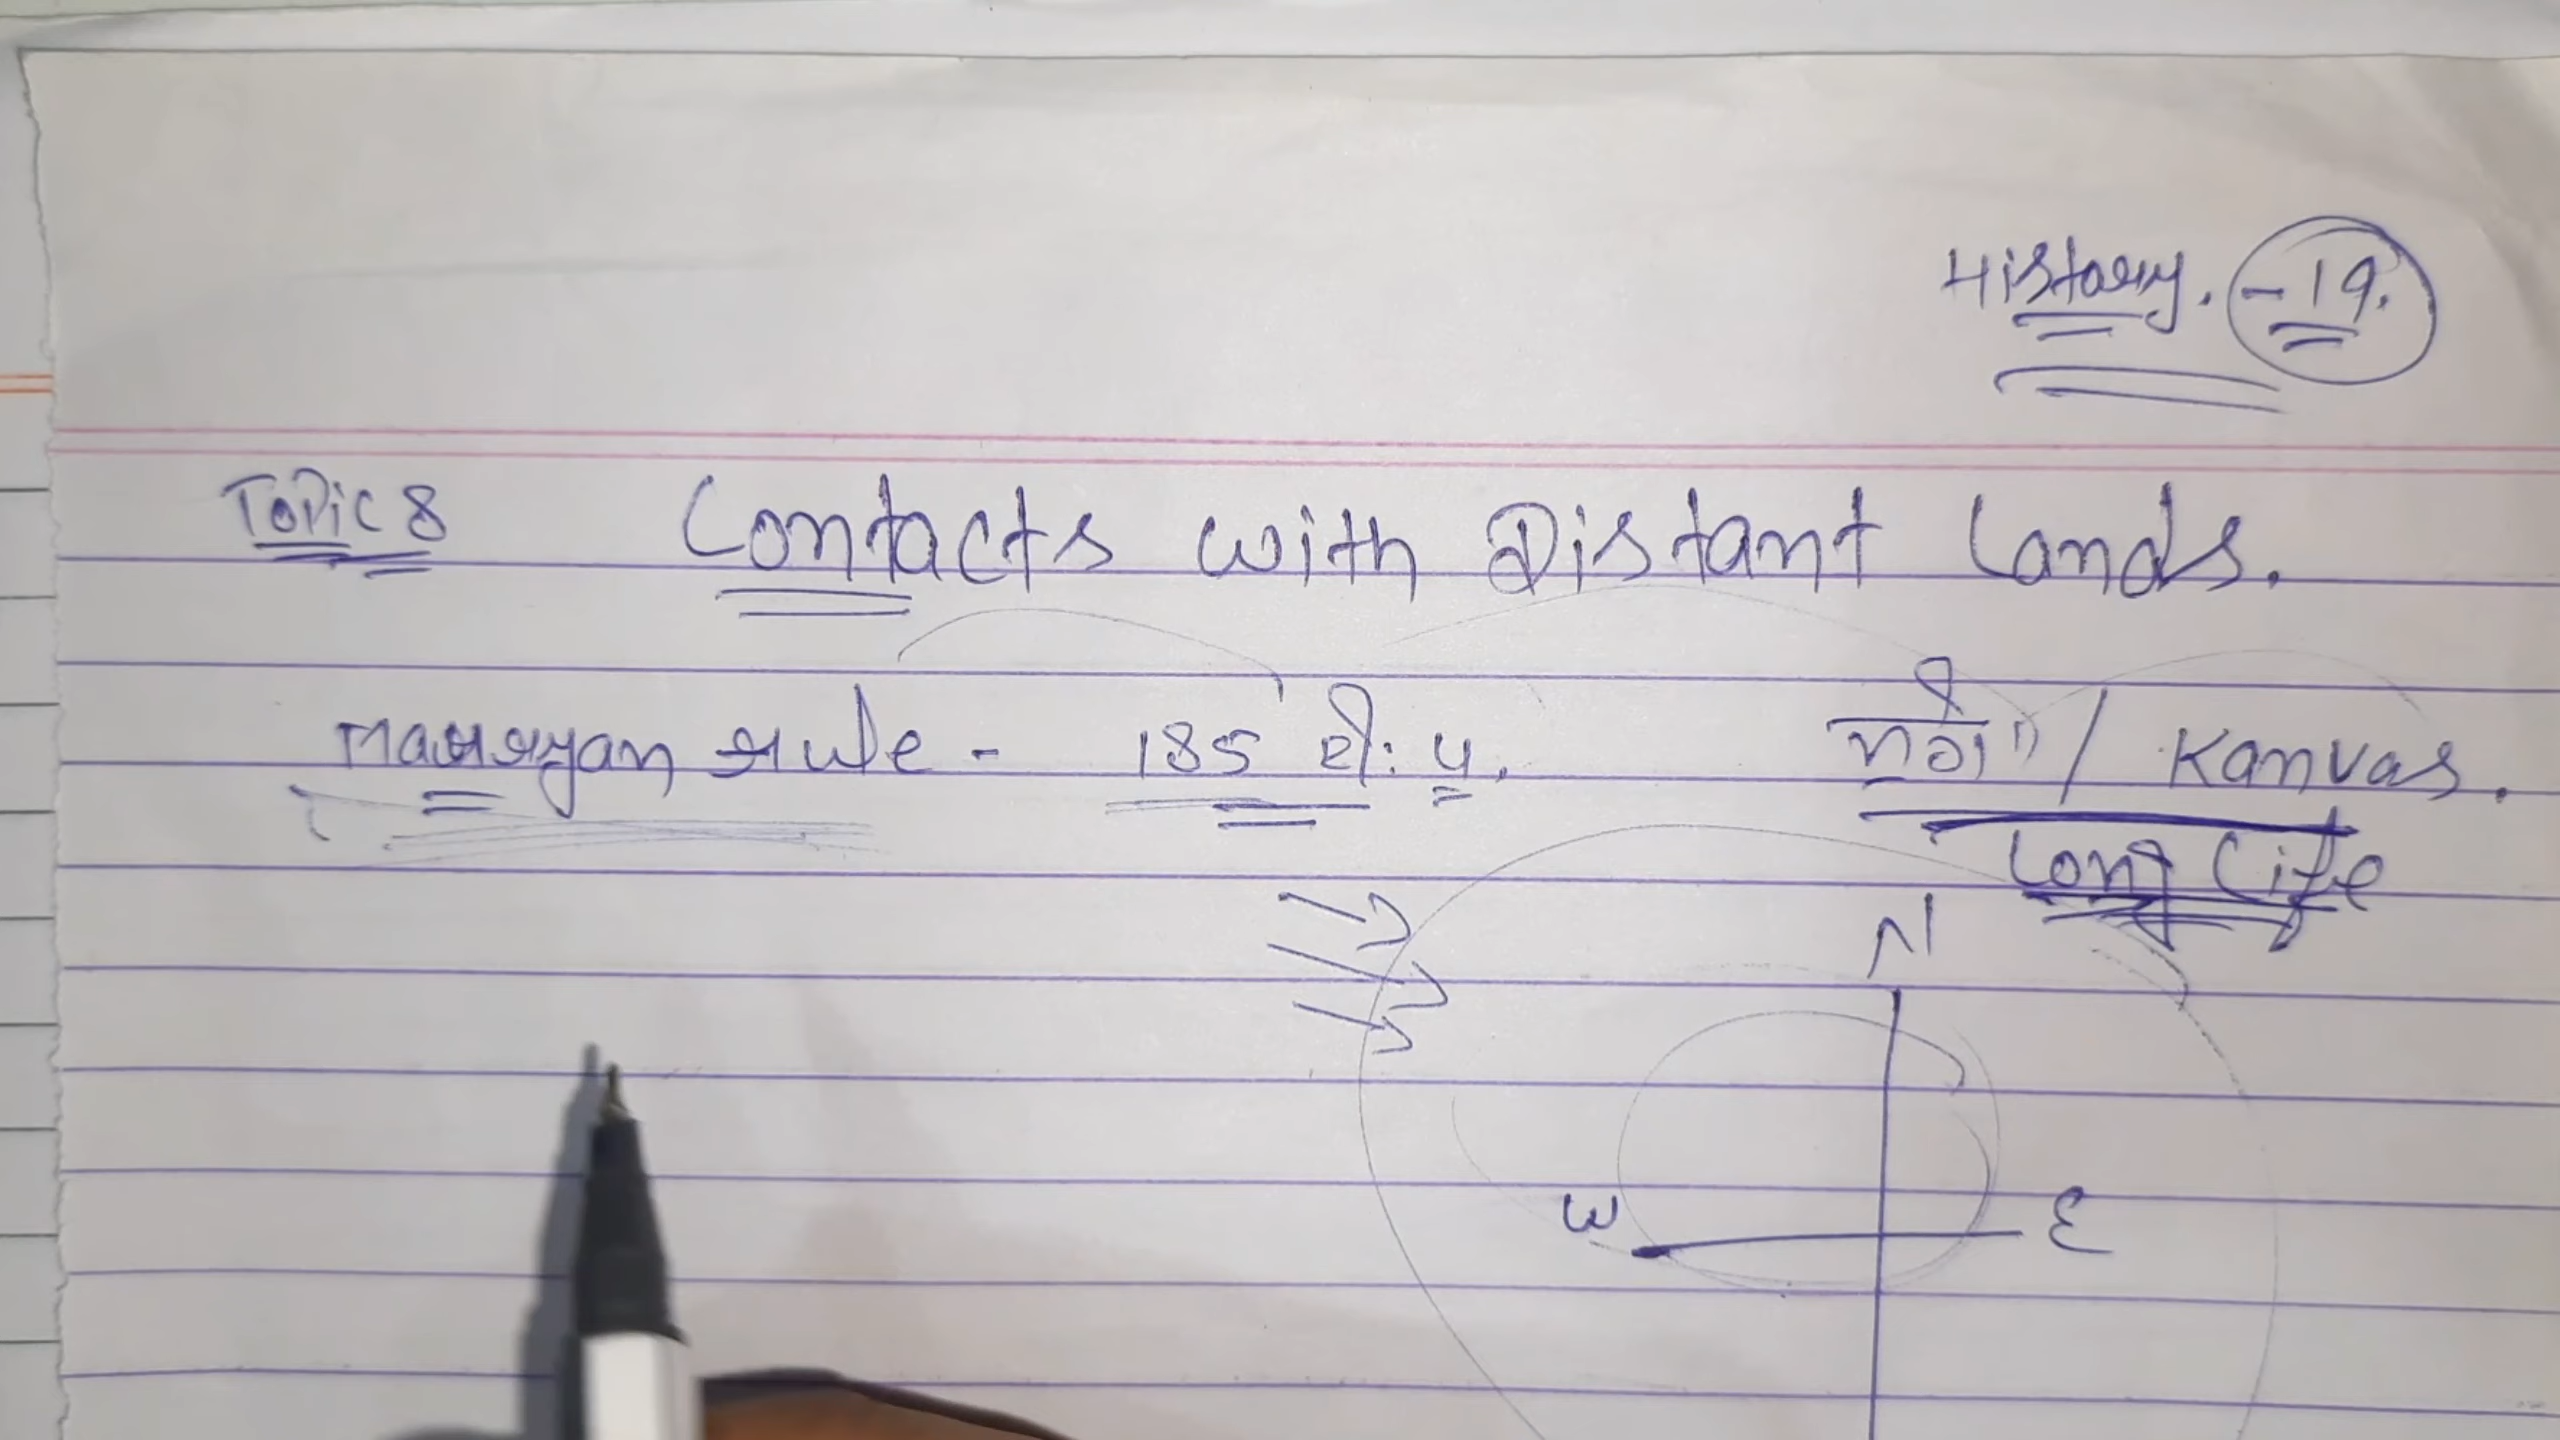 History. -19.
Topic 8 Contacts with Distant Lands.
Mauryan rule - 185 ई. पू. / Kanvas.
Long Life
N
W E